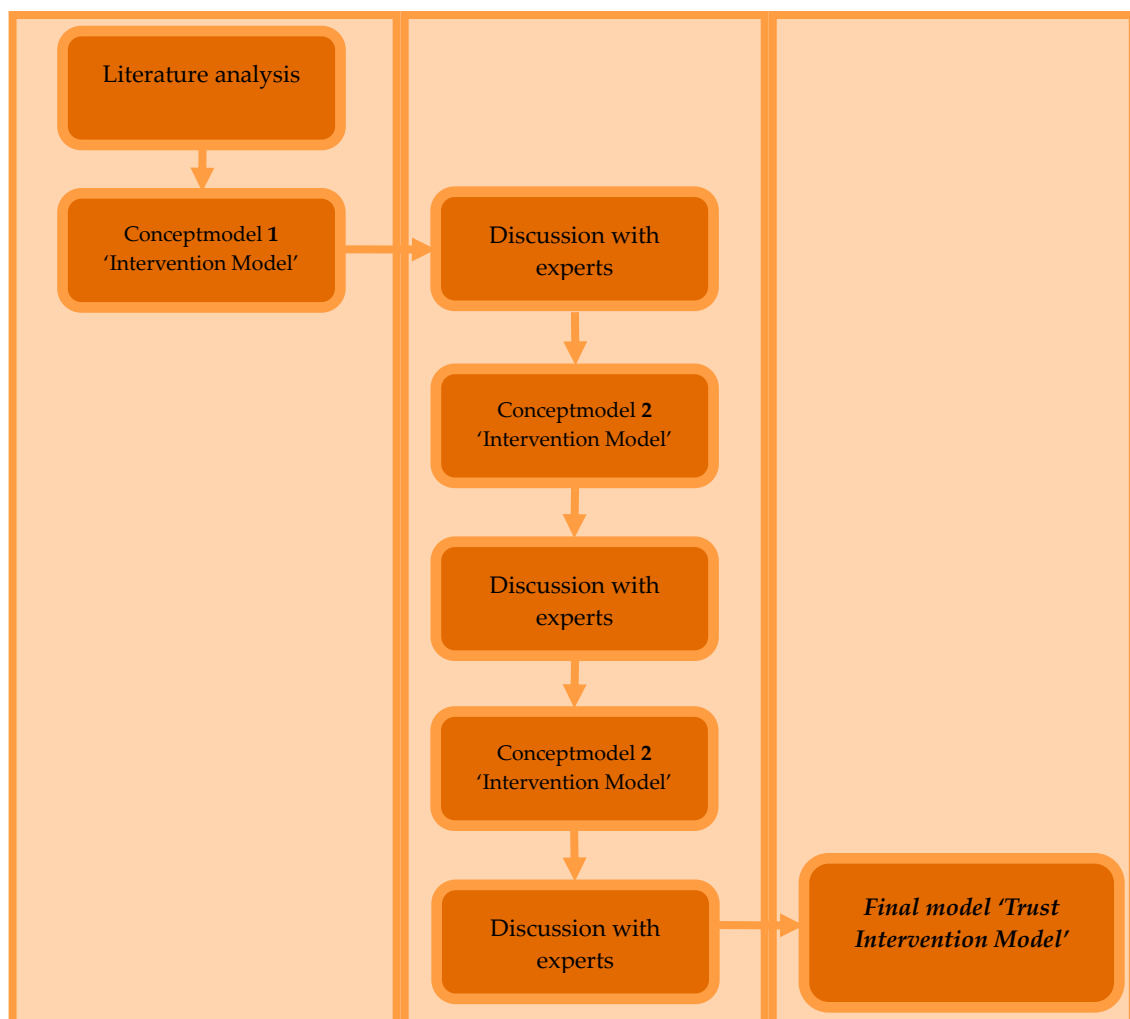 Literature analysis
Conceptmodel 1
‘Intervention Model’
Discussion with
experts
Conceptmodel 2
‘Intervention Model’
Discussion with
experts
Conceptmodel 2
‘Intervention Model’
Discussion with
experts
Final model ‘Trust
Intervention Model’